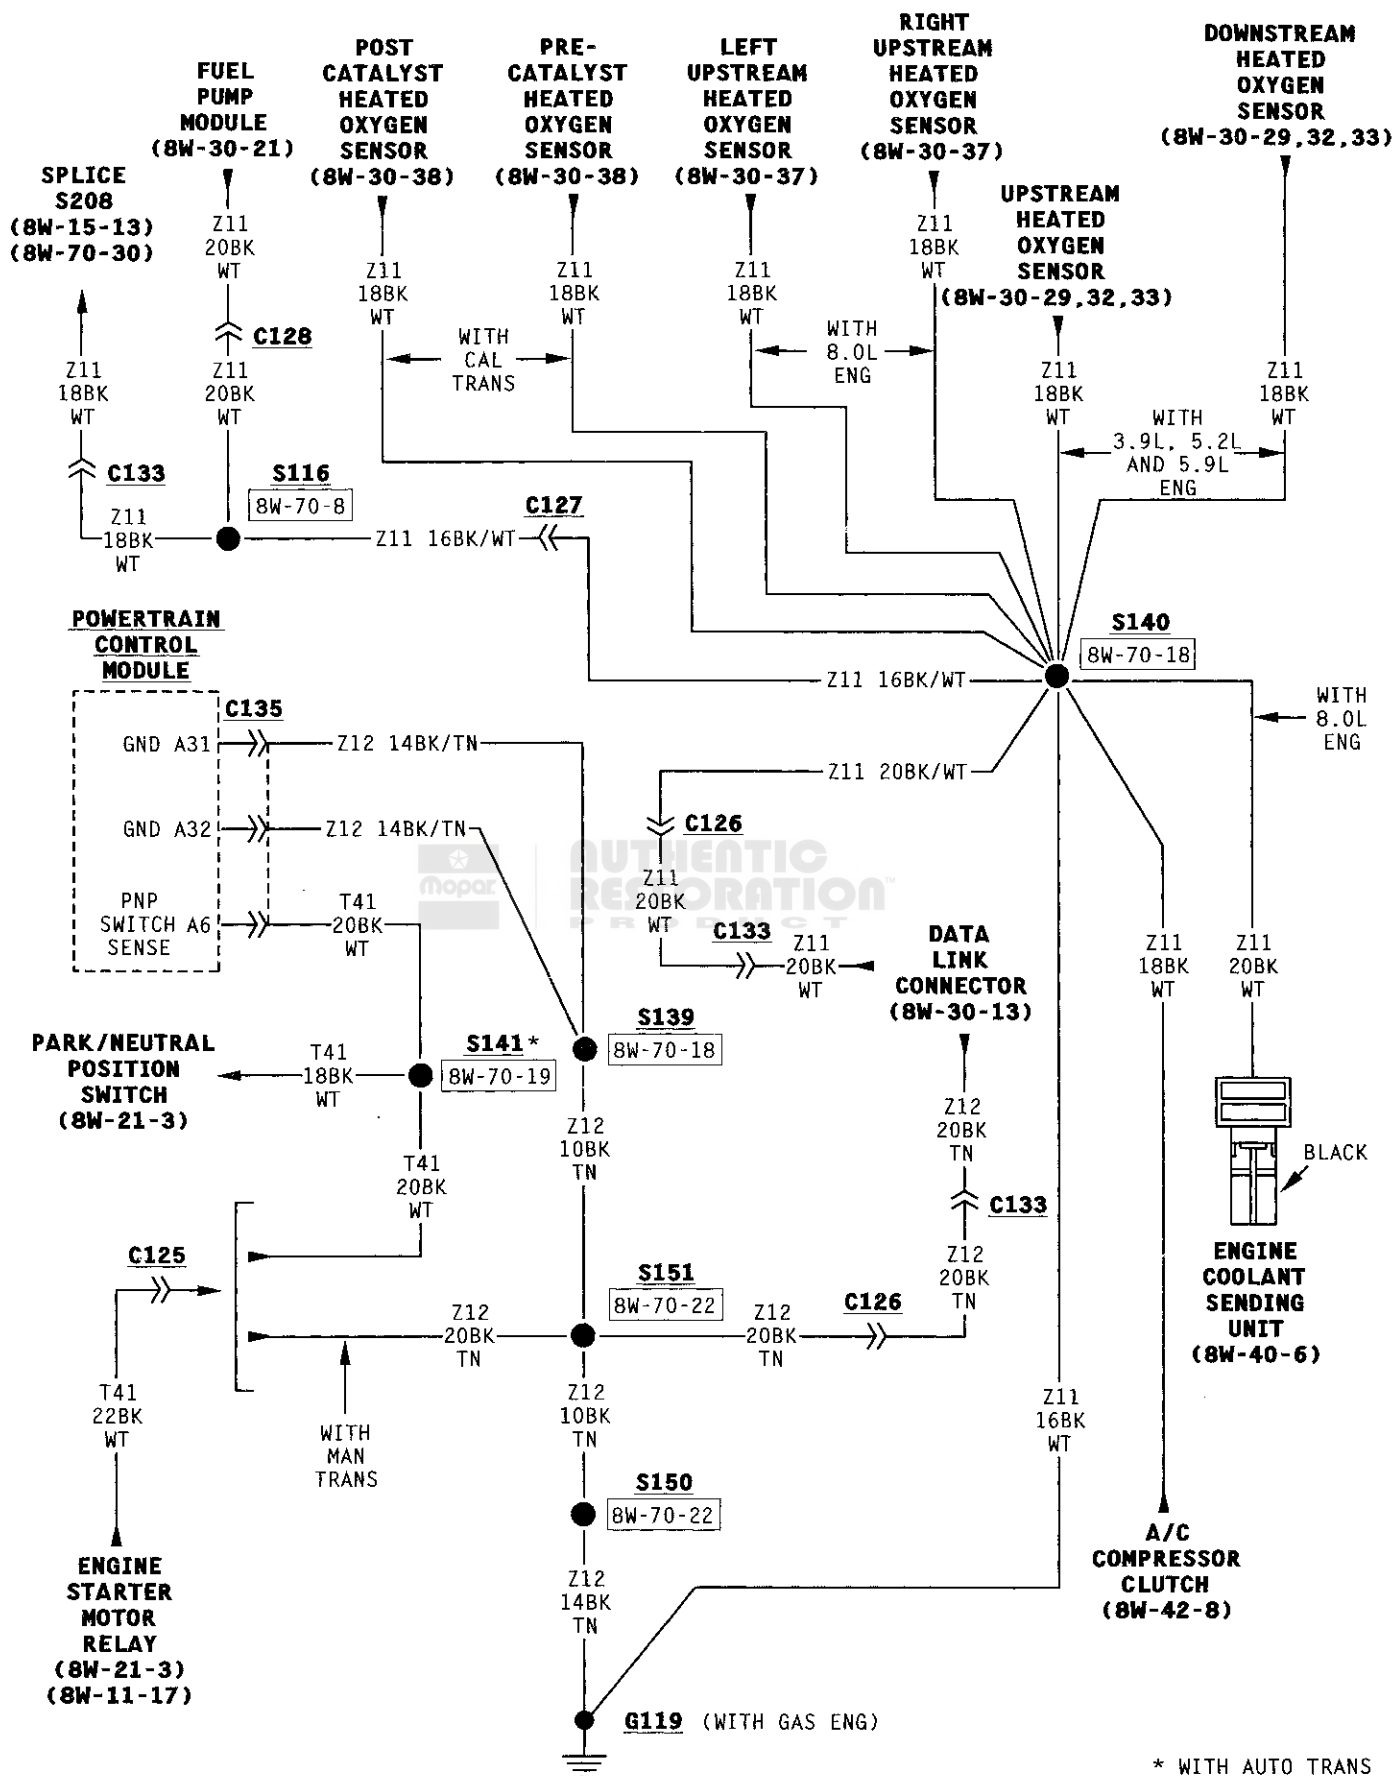 SPLICE
S208
(8W-15-13)
(8W-70-30)
FUEL
PUMP
MODULE
(8W-30-21)
POST
CATALYST
HEATED
OXYGEN
SENSOR
(8W-30-38)
PRE-
CATALYST
HEATED
OXYGEN
SENSOR
(8W-30-38)
LEFT
UPSTREAM
HEATED
OXYGEN
SENSOR
(8W-30-37)
RIGHT
UPSTREAM
HEATED
OXYGEN
SENSOR
(8W-30-37)
UPSTREAM
HEATED
OXYGEN
SENSOR
(8W-30-29,32,33)
DOWNSTREAM
HEATED
OXYGEN
SENSOR
(8W-30-29,32,33)
Z11
20BK
WT
C128
Z11
20BK
WT
Z11
18BK
WT
C133
Z11
18BK
WT
S116
8W-70-8
Z11 16BK/WT
C127
Z11
18BK
WT
WITH
CAL
TRANS
Z11
18BK
WT
Z11
18BK
WT
WITH
8.0L
ENG
Z11
18BK
WT
Z11
18BK
WT
WITH
3.9L, 5.2L
AND 5.9L
ENG
Z11
18BK
WT
S140
8W-70-18
Z11 16BK/WT
WITH
8.0L
ENG
POWERTRAIN
CONTROL
MODULE
C135
GND A31
Z12 14BK/TN
GND A32
Z12 14BK/TN
PNP
SWITCH A6
SENSE
T41
20BK
WT
Z11 20BK/WT
C126
Z11
20BK
WT
C133
Z11
20BK
WT
Mopar
AUTHENTIC
RESTORATION™
PRODUCT
DATA
LINK
CONNECTOR
(8W-30-13)
Z11
18BK
WT
Z11
20BK
WT
PARK/NEUTRAL
POSITION
SWITCH
(8W-21-3)
T41
18BK
WT
S141*
8W-70-19
S139
8W-70-18
Z12
10BK
TN
Z12
20BK
TN
C133
Z12
20BK
TN
BLACK
ENGINE
COOLANT
SENDING
UNIT
(8W-40-6)
T41
20BK
WT
C125
S151
8W-70-22
Z12
20BK
TN
Z12
20BK
TN
C126
T41
22BK
WT
WITH
MAN
TRANS
Z12
10BK
TN
Z11
16BK
WT
S150
8W-70-22
Z12
14BK
TN
ENGINE
STARTER
MOTOR
RELAY
(8W-21-3)
(8W-11-17)
A/C
COMPRESSOR
CLUTCH
(8W-42-8)
G119 (WITH GAS ENG)
* WITH AUTO TRANS